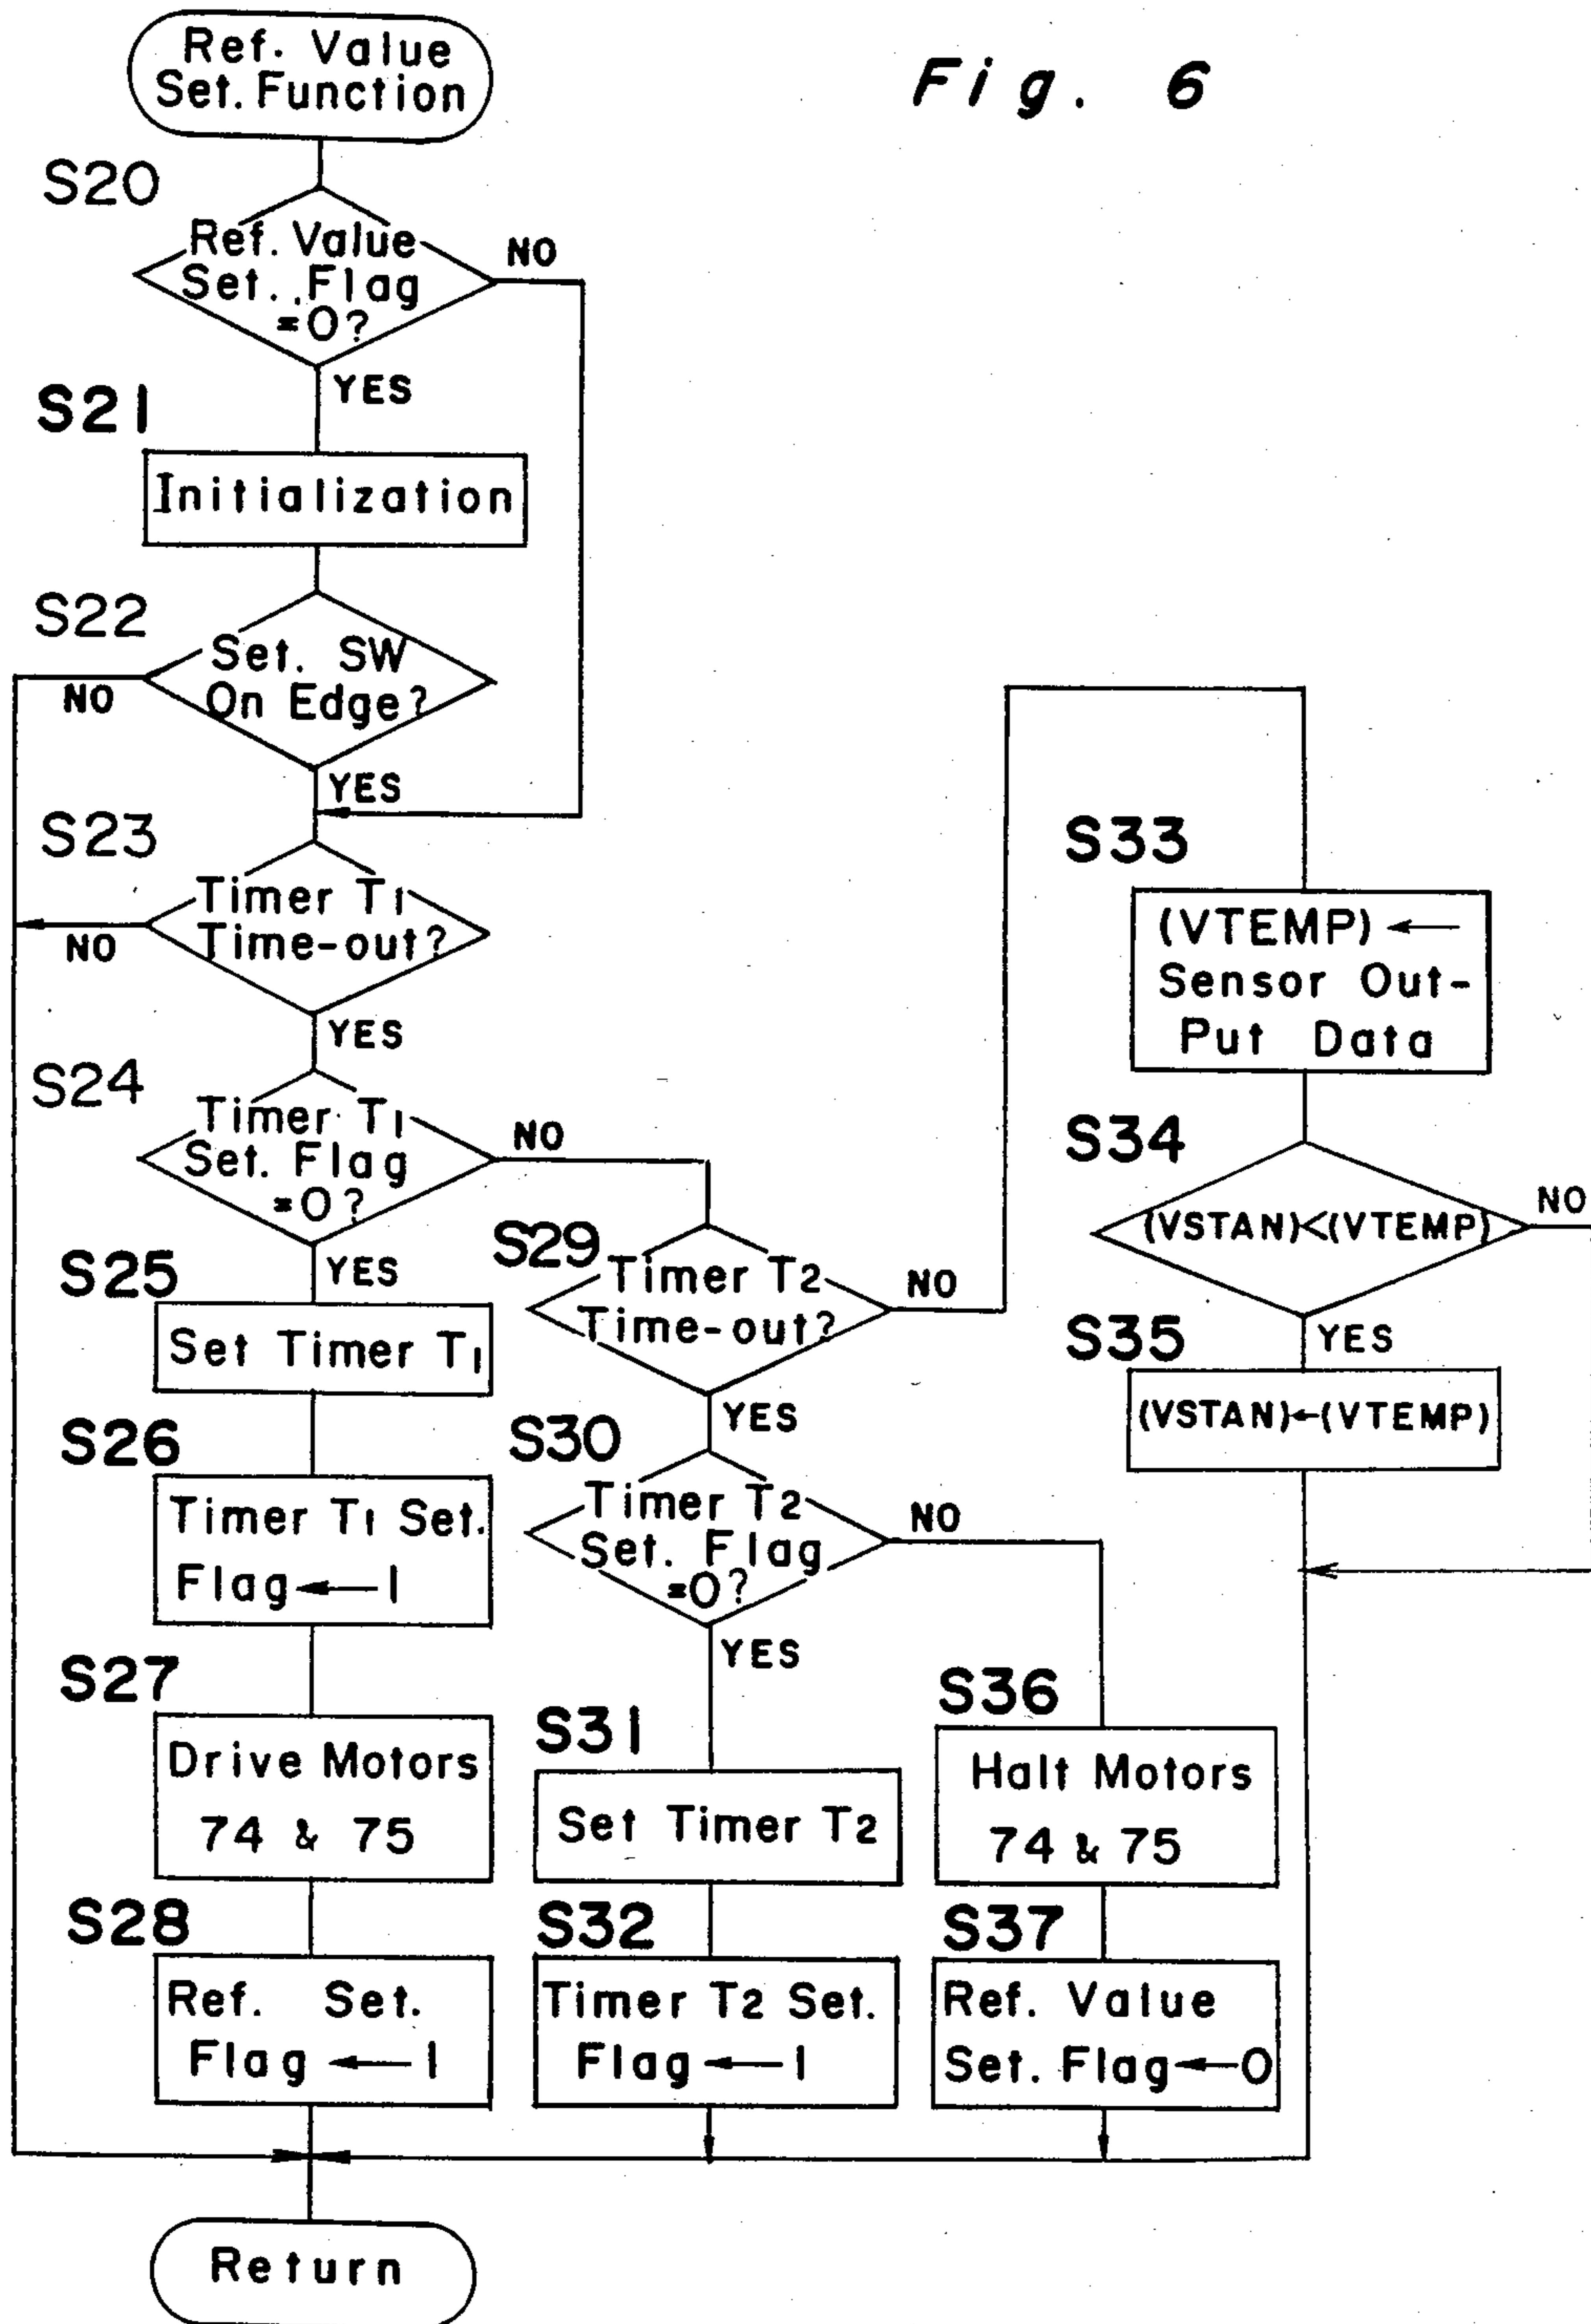 Fig. 6
Ref. Value
Set. Function
S20
Ref. Value
Set. Flag
=0?
NO
YES
S21
Initialization
S22
Set. SW
On Edge?
NO
YES
S23
Timer T1
Time-out?
NO
YES
S24
Timer T1
Set. Flag
=0?
NO
YES
S25
Set Timer T1
S26
Timer T1 Set.
Flag←1
S27
Drive Motors
74 & 75
S28
Ref. Set.
Flag ←1
S29
Timer T2
Time-out?
NO
YES
S30
Timer T2
Set. Flag
=0?
NO
YES
S31
Set Timer T2
S32
Timer T2 Set.
Flag←1
S33
(VTEMP)←
Sensor Out-
Put Data
S34
(VSTAN)<(VTEMP)
NO
YES
S35
(VSTAN)←(VTEMP)
S36
Halt Motors
74 & 75
S37
Ref. Value
Set. Flag←0
Return